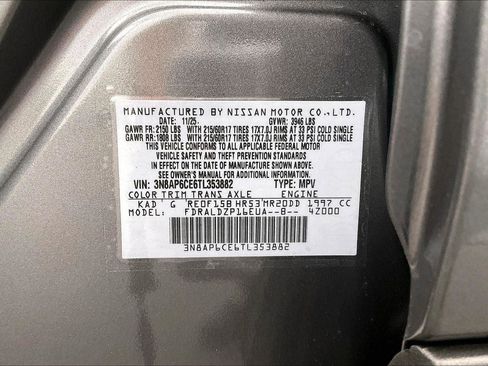 MANUFACTURED BY NISSAN MOTOR CO.,LTD.
DATE: 11/25. GVWR: 3946 LBS
GAWR FR: 2150 LBS WITH 215/60R17 TIRES 17X7.0J RIMS AT 33 PSI COLD SINGLE
GAWR RR: 1808 LBS WITH 215/60R17 TIRES 17X7.0J RIMS AT 33 PSI COLD SINGLE
THIS VEHICLE CONFORMS TO ALL APPLICABLE FEDERAL MOTOR
VEHICLE SAFETY AND THEFT PREVENTION STANDARDS
IN EFFECT ON THE DATE OF MANUFACTURE SHOWN ABOVE.
SEE OWNER'S MANUAL FOR ADDITIONAL INFORMATION.
VIN: 3N8AP6CE6TL353882 TYPE: MPV
COLOR TRIM TRANS AXLE ENGINE
KAD G RE0F15B HR53 MR20DD 1997 CC
MODEL FDRALDZP16EUA--B-- 4Z000
3N8AP6CE6TL353882